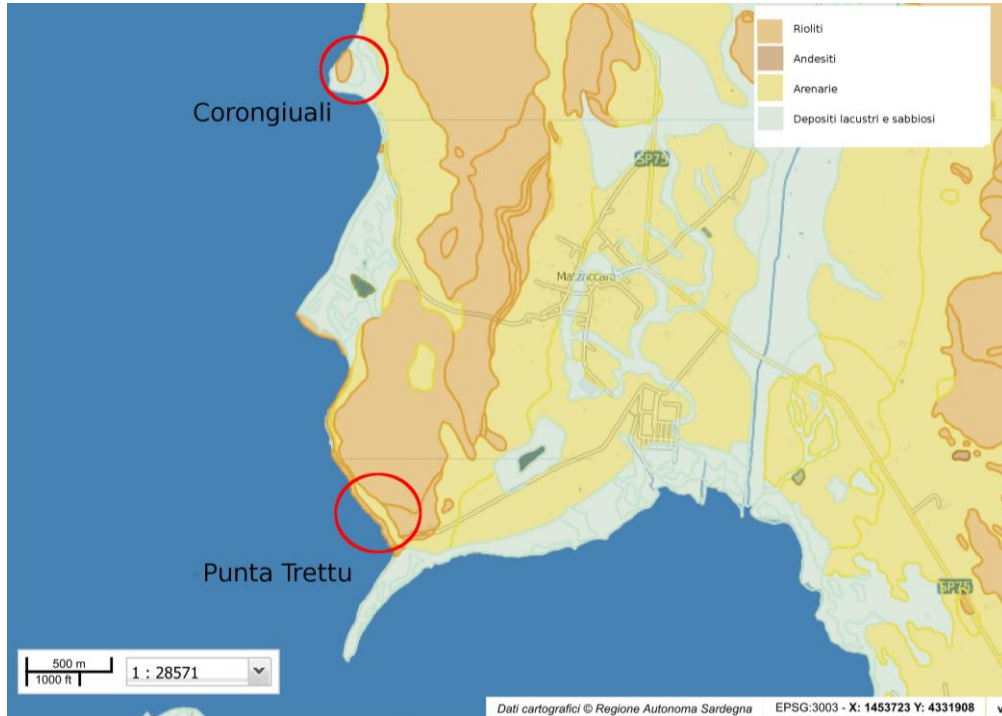 Rioliti
Andesiti
Arenarie
Depositi lacustri e sabbiosi
Corongiuali
SP75
Matzaccara
Punta Trettu
SP75
500 m
1000 ft
1 : 28571
Dati cartografici © Regione Autonoma Sardegna EPSG:3003 - X: 1453723 Y: 4331908 v